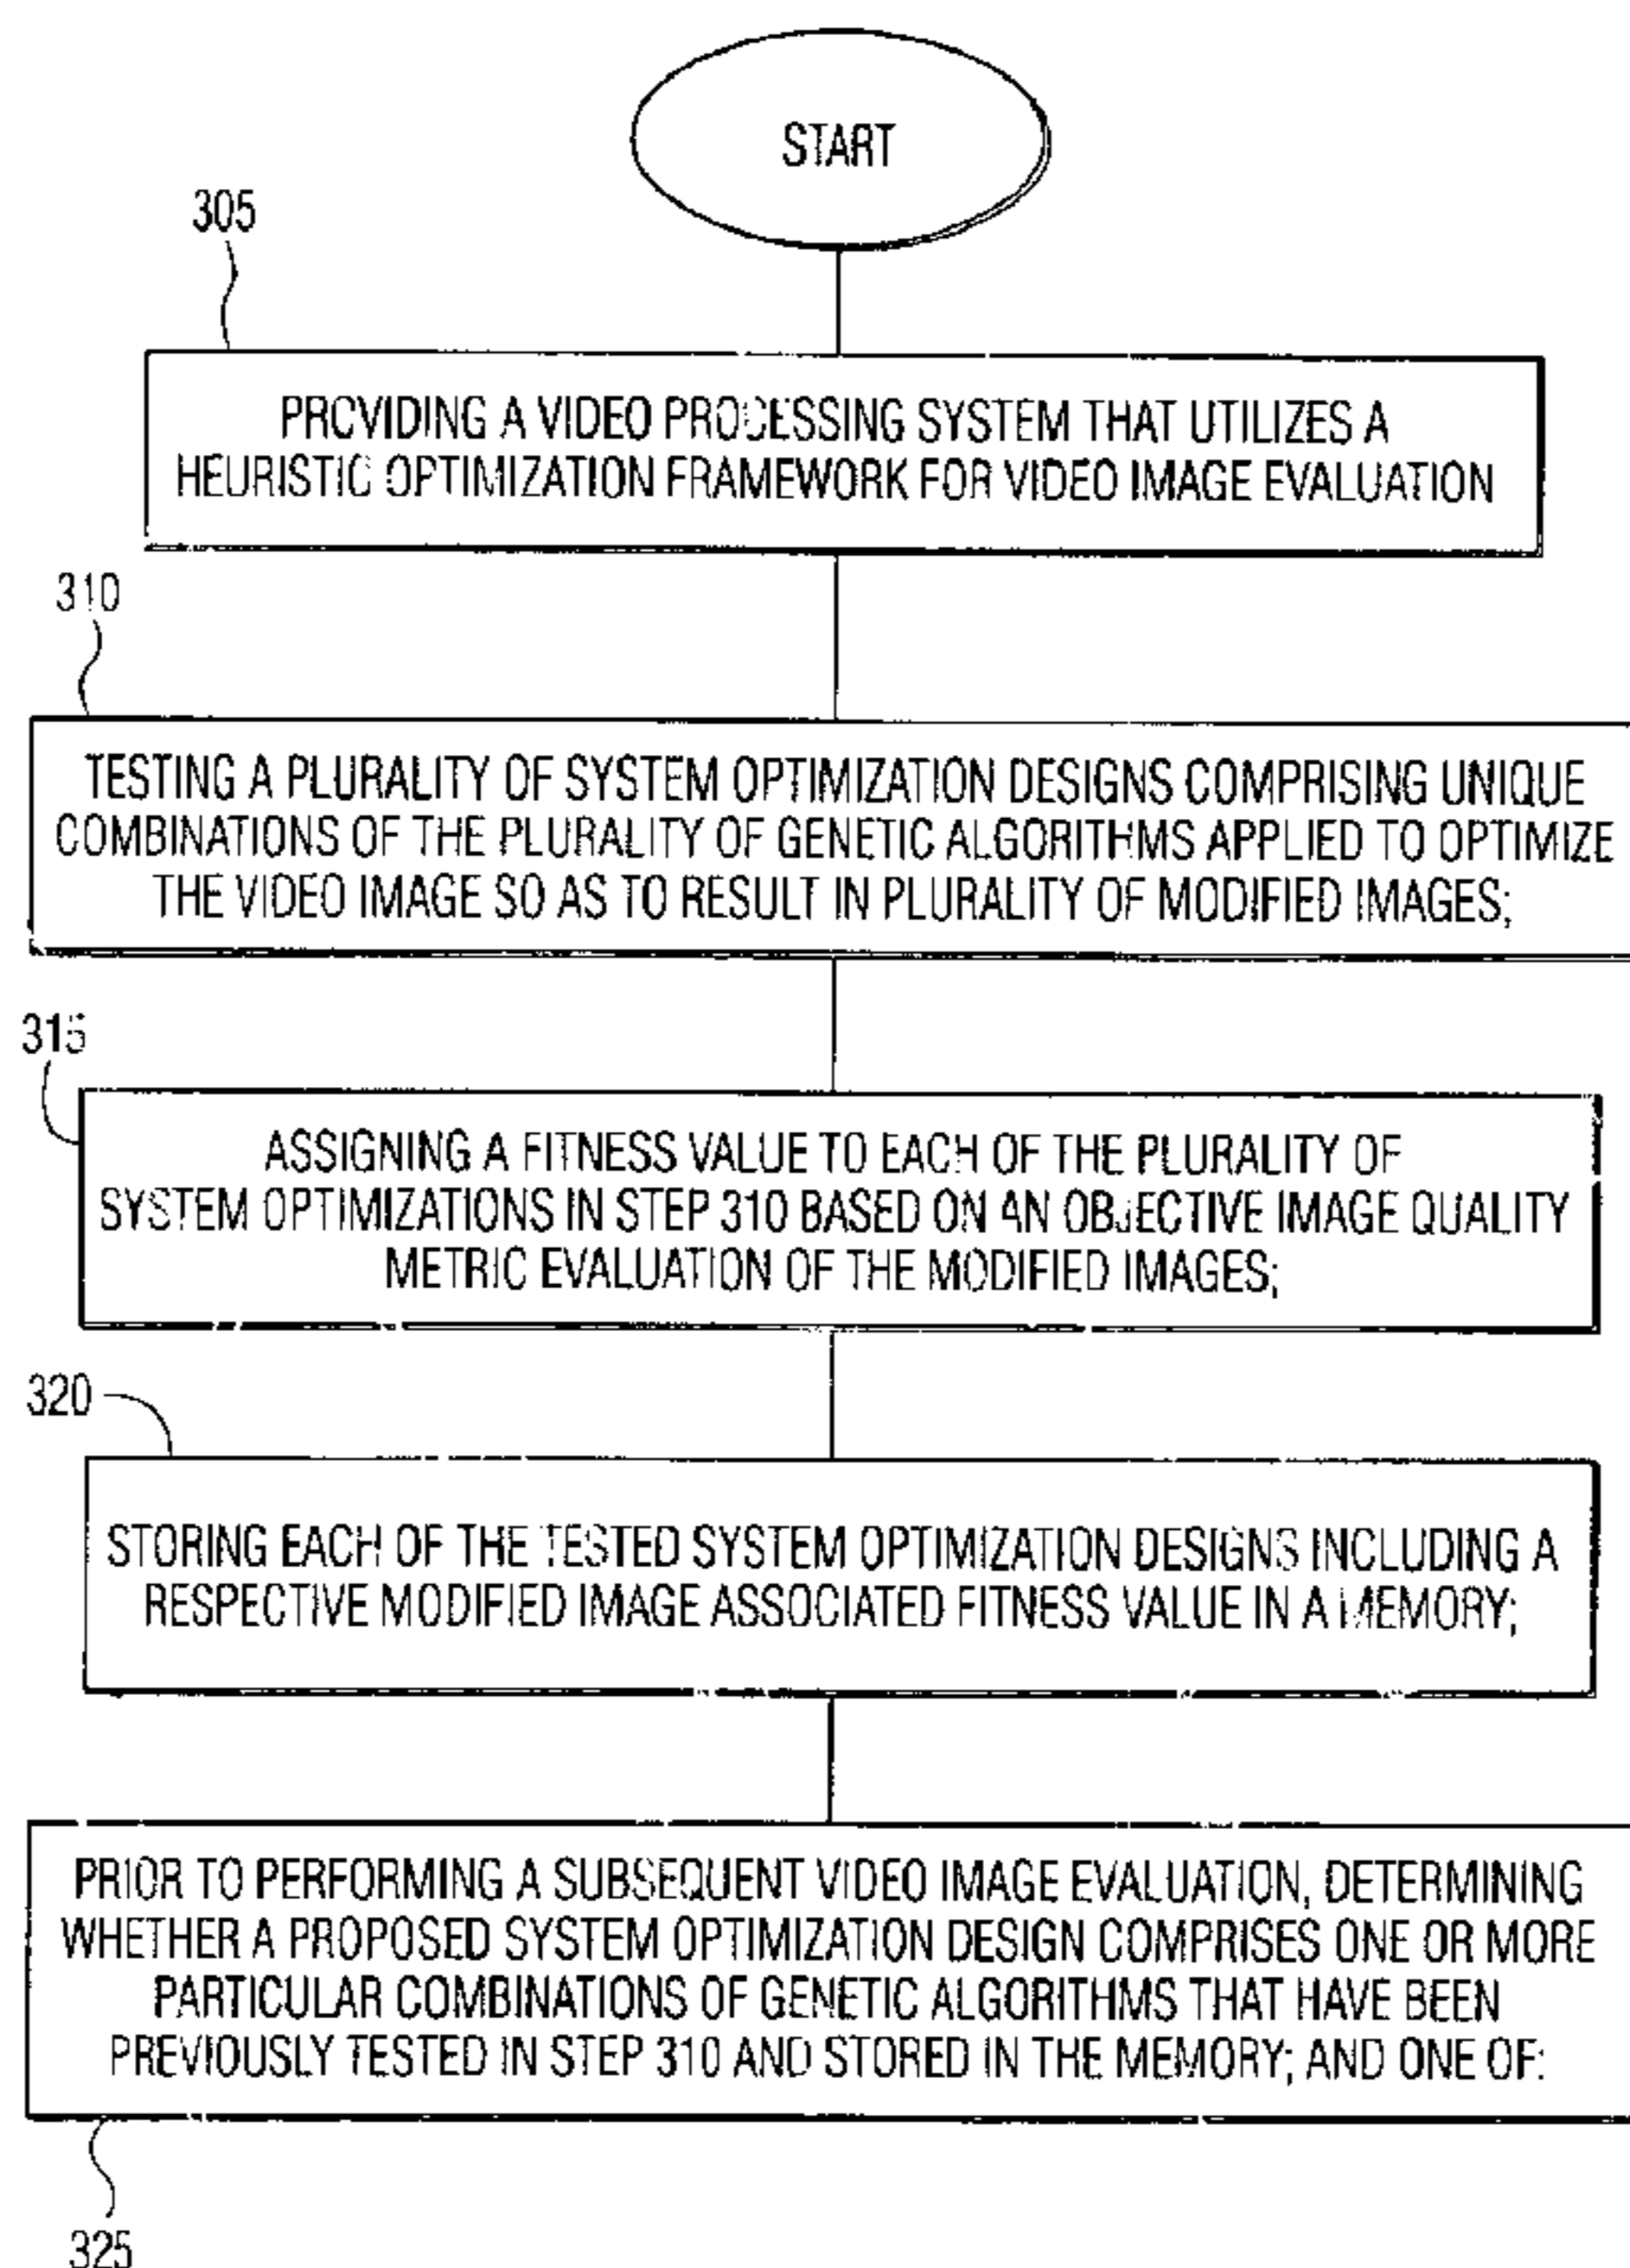 START
305
PROVIDING A VIDEO PROCESSING SYSTEM THAT UTILIZES A
HEURISTIC OPTIMIZATION FRAMEWORK FOR VIDEO IMAGE EVALUATION
310
TESTING A PLURALITY OF SYSTEM OPTIMIZATION DESIGNS COMPRISING UNIQUE
COMBINATIONS OF THE PLURALITY OF GENETIC ALGORITHMS APPLIED TO OPTIMIZE
THE VIDEO IMAGE SO AS TO RESULT IN PLURALITY OF MODIFIED IMAGES;
315
ASSIGNING A FITNESS VALUE TO EACH OF THE PLURALITY OF
SYSTEM OPTIMIZATIONS IN STEP 310 BASED ON AN OBJECTIVE IMAGE QUALITY
METRIC EVALUATION OF THE MODIFIED IMAGES;
320
STORING EACH OF THE TESTED SYSTEM OPTIMIZATION DESIGNS INCLUDING A
RESPECTIVE MODIFIED IMAGE ASSOCIATED FITNESS VALUE IN A MEMORY;
PRIOR TO PERFORMING A SUBSEQUENT VIDEO IMAGE EVALUATION, DETERMINING
WHETHER A PROPOSED SYSTEM OPTIMIZATION DESIGN COMPRISES ONE OR MORE
PARTICULAR COMBINATIONS OF GENETIC ALGORITHMS THAT HAVE BEEN
PREVIOUSLY TESTED IN STEP 310 AND STORED IN THE MEMORY; AND ONE OF:
325